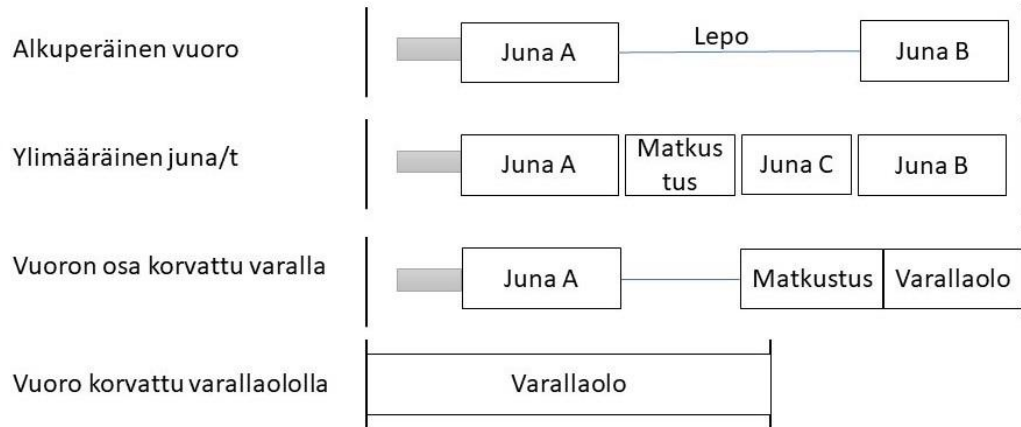 Alkuperäinen vuoro
Juna A
Lepo
Juna B
Ylimääräinen juna/t
Juna A
Matkus
tus
Juna C
Juna B
Vuoron osa korvattu varalla
Juna A
Matkustus
Varallaolo
Vuoro korvattu varallaololla
Varallaolo